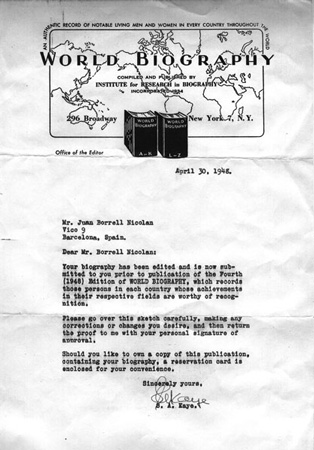 AN AUTHENTIC RECORD OF NOTABLE LIVING MEN AND WOMEN IN EVERY COUNTRY THROUGHOUT THE WORLD
WORLD BIOGRAPHY
COMPILED AND PUBLISHED BY
INSTITUTE for RESEARCH in BIOGRAPHY
INCORPORATED
296 Broadway New York 7, N. Y.
WORLD BIOGRAPHY A-K
WORLD BIOGRAPHY L-Z
Office of the Editor
April 30, 1948.
Mr. Juan Borrell Nicolan
Vico 9
Barcelona, Spain.
Dear Mr. Borrell Nicolan:
Your biography has been edited and is now sub-
mitted to you prior to publication of the Fourth
(1948) Edition of WORLD BIOGRAPHY, which records
those persons in each country whose achievements
in their respective fields are worthy of recog-
nition.
Please go over this sketch carefully, making any
corrections or changes you desire, and then return
the proof to me with your personal signature of
approval.
Should you like to own a copy of this publication,
containing your biography, a reservation card is
enclosed for your convenience.
Sincerely yours,
S. A. Kaye.